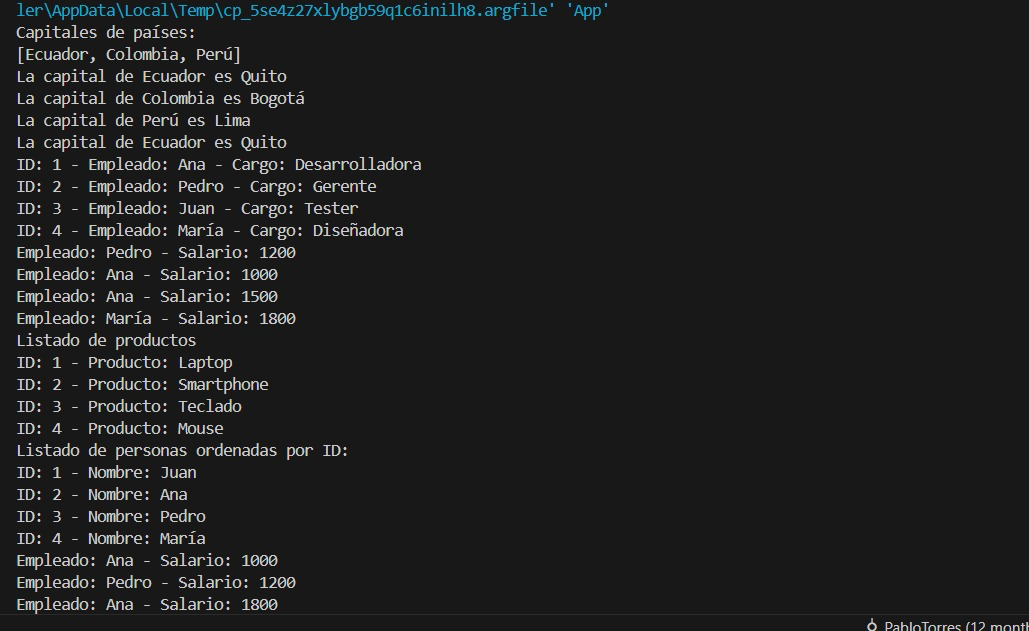 ler\AppData\Local\Temp\cp_5se4z27xlybgb59q1c6inilh8.argfile' 'App'
Capitales de países:
[Ecuador, Colombia, Perú]
La capital de Ecuador es Quito
La capital de Colombia es Bogotá
La capital de Perú es Lima
La capital de Ecuador es Quito
ID: 1 - Empleado: Ana - Cargo: Desarrolladora
ID: 2 - Empleado: Pedro - Cargo: Gerente
ID: 3 - Empleado: Juan - Cargo: Tester
ID: 4 - Empleado: María - Cargo: Diseñadora
Empleado: Pedro - Salario: 1200
Empleado: Ana - Salario: 1000
Empleado: Ana - Salario: 1500
Empleado: María - Salario: 1800
Listado de productos
ID: 1 - Producto: Laptop
ID: 2 - Producto: Smartphone
ID: 3 - Producto: Teclado
ID: 4 - Producto: Mouse
Listado de personas ordenadas por ID:
ID: 1 - Nombre: Juan
ID: 2 - Nombre: Ana
ID: 3 - Nombre: Pedro
ID: 4 - Nombre: María
Empleado: Ana - Salario: 1000
Empleado: Pedro - Salario: 1200
Empleado: Ana - Salario: 1800
PabloTorres (12 month